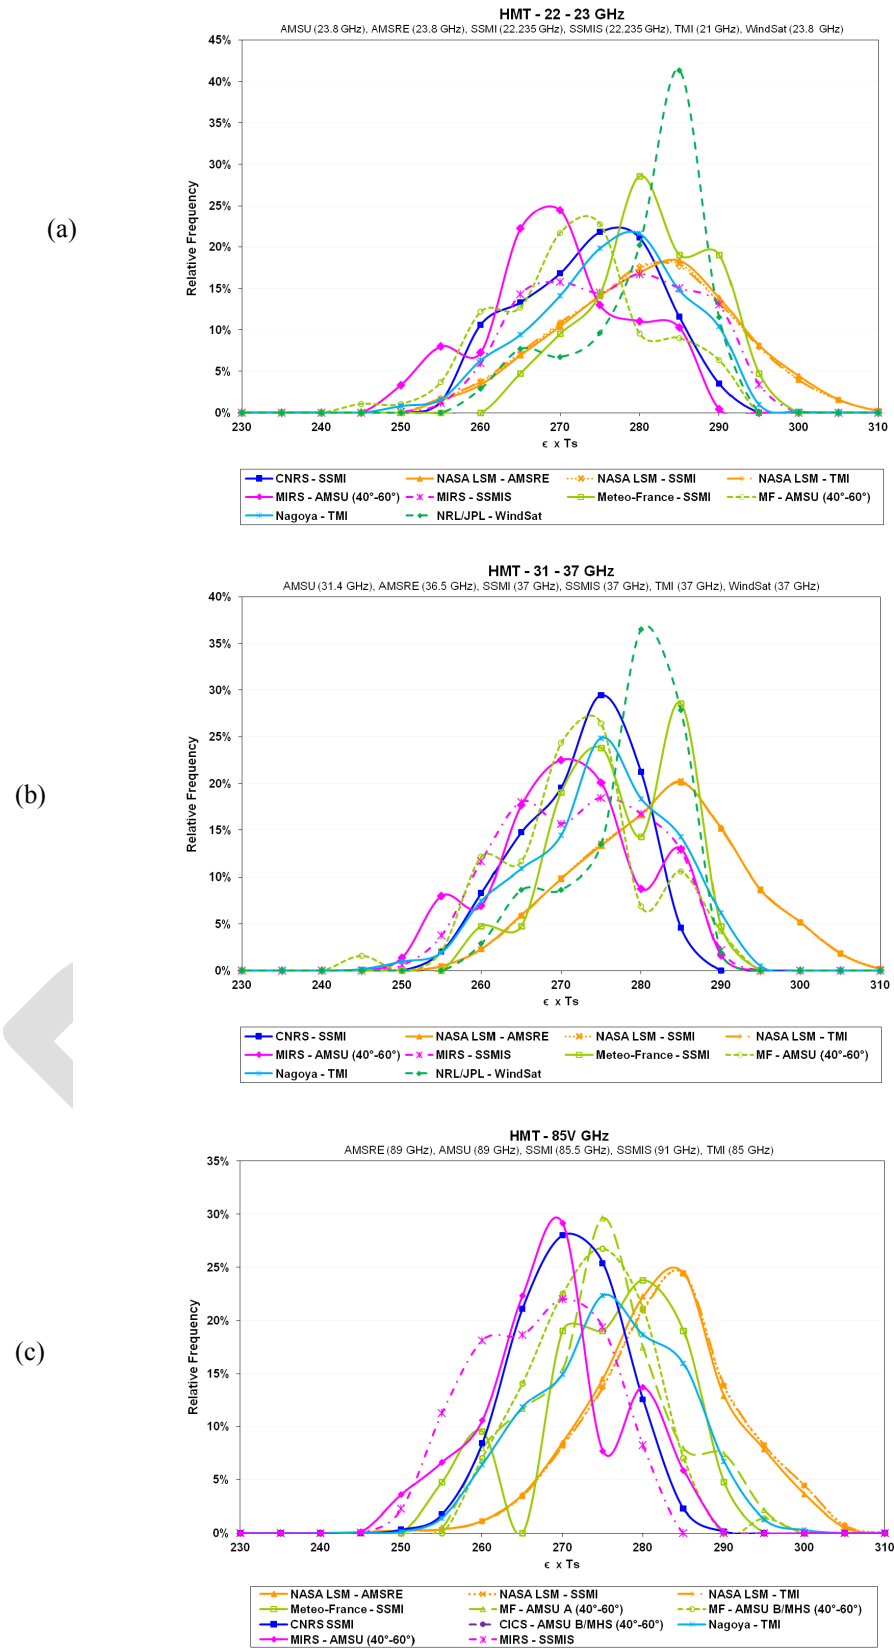 HMT - 22 - 23 GHz
AMSU (23.8 GHz), AMSRE (23.8 GHz), SSMI (22.235 GHz), SSMIS (22.235 GHz), TMI (21 GHz), WindSat (23.8 GHz)
45%
40%
35%
30%
(a)
25%
Relative Frequency
20%
15%
10%
5%
0%
230 240 250 260 270 280 290 300 310
ϵ x Ts
CNRS - SSMI NASA LSM - AMSRE NASA LSM - SSMI NASA LSM - TMI
MIRS - AMSU (40°-60°) MIRS - SSMIS Meteo-France - SSMI MF - AMSU (40°-60°)
Nagoya - TMI NRL/JPL - WindSat
HMT - 31 - 37 GHz
AMSU (31.4 GHz), AMSRE (36.5 GHz), SSMI (37 GHz), SSMIS (37 GHz), TMI (37 GHz), WindSat (37 GHz)
40%
35%
30%
25%
(b)
Relative Frequency
20%
15%
10%
5%
0%
230 240 250 260 270 280 290 300 310
ϵ x Ts
CNRS - SSMI NASA LSM - AMSRE NASA LSM - SSMI NASA LSM - TMI
MIRS - AMSU (40°-60°) MIRS - SSMIS Meteo-France - SSMI MF - AMSU (40°-60°)
Nagoya - TMI NRL/JPL - WindSat
HMT - 85V GHz
AMSRE (89 GHz), AMSU (89 GHz), SSMI (85.5 GHz), SSMIS (91 GHz), TMI (85 GHz)
35%
30%
25%
20%
(c)
Relative Frequency
15%
10%
5%
0%
230 240 250 260 270 280 290 300 310
ϵ x Ts
NASA LSM - AMSRE NASA LSM - SSMI NASA LSM - TMI
Meteo-France - SSMI MF - AMSU A (40°-60°) MF - AMSU B/MHS (40°-60°)
CNRS SSMI CICS - AMSU B/MHS (40°-60°) Nagoya - TMI
MIRS - AMSU (40°-60°) MIRS - SSMIS